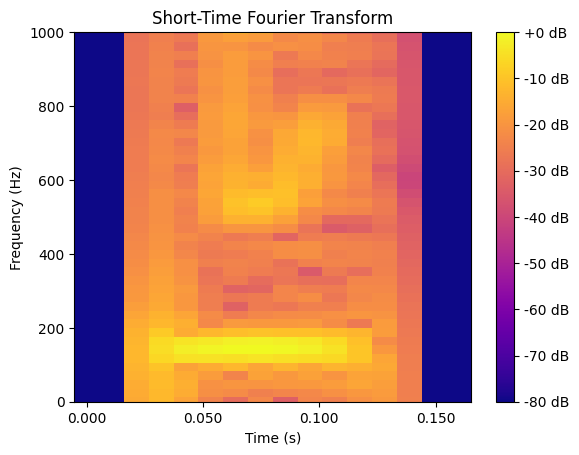 Short-Time Fourier Transform
1000
800
600
400
200
0
Frequency (Hz)
0.000
0.050
0.100
0.150
Time (s)
+0 dB
-10 dB
-20 dB
-30 dB
-40 dB
-50 dB
-60 dB
-70 dB
-80 dB